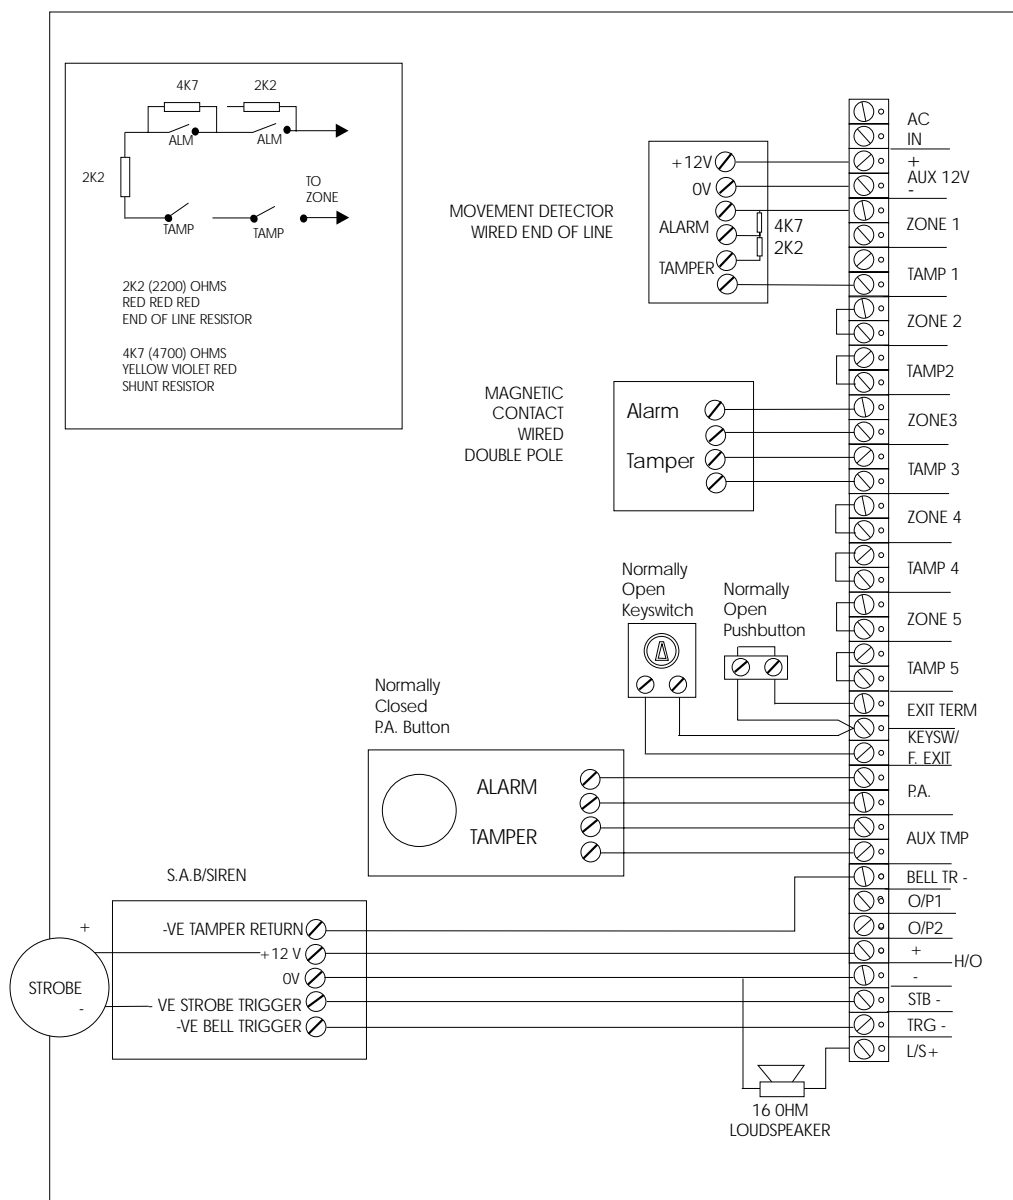 4K7
2K2
ALM
ALM
2K2
TO
ZONE
TAMP
TAMP
2K2 (2200) OHMS
RED RED RED
END OF LINE RESISTOR
4K7 (4700) OHMS
YELLOW VIOLET RED
SHUNT RESISTOR
MOVEMENT DETECTOR
WIRED END OF LINE
+12V
0V
ALARM
TAMPER
4K7
2K2
MAGNETIC
CONTACT
WIRED
DOUBLE POLE
Alarm
Tamper
Normally
Open
Keyswitch
Normally
Open
Pushbutton
Normally
Closed
P.A. Button
ALARM
TAMPER
S.A.B/SIREN
+
STROBE
-
-VE TAMPER RETURN
+12 V
0V
VE STROBE TRIGGER
-VE BELL TRIGGER
16 0HM
LOUDSPEAKER
AC
IN
+
AUX 12V
-
ZONE 1
TAMP 1
ZONE 2
TAMP2
ZONE3
TAMP 3
ZONE 4
TAMP 4
ZONE 5
TAMP 5
EXIT TERM
KEYSW/
F. EXIT
P.A.
AUX TMP
BELL TR -
O/P1
O/P2
+
H/O
-
STB -
TRG -
L/S+